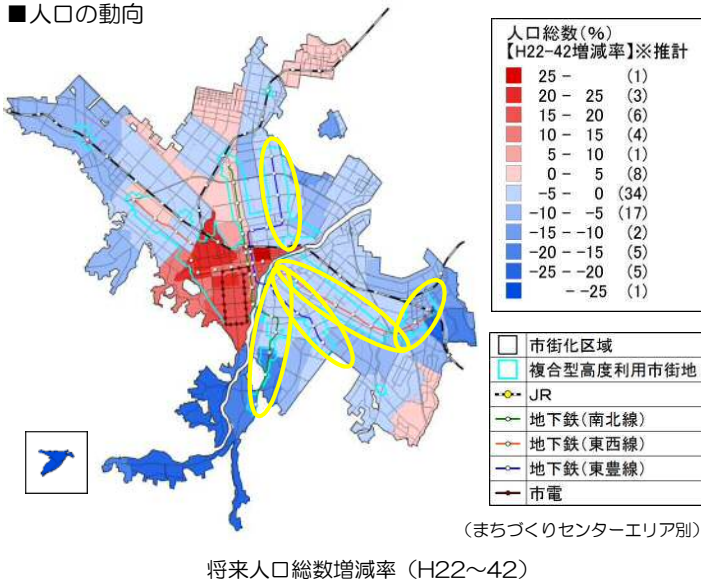 ■人口の動向
人口総数(%)
【H22-42増減率】※推計
25 - (1)
20 - 25 (3)
15 - 20 (6)
10 - 15 (4)
5 - 10 (1)
0 - 5 (8)
-5 - 0 (34)
-10 - -5 (17)
-15 - -10 (2)
-20 - -15 (5)
-25 - -20 (5)
- -25 (1)
市街化区域
複合型高度利用市街地
JR
地下鉄(南北線)
地下鉄(東西線)
地下鉄(東豊線)
市電
(まちづくりセンターエリア別)
将来人口総数増減率（H22～42）